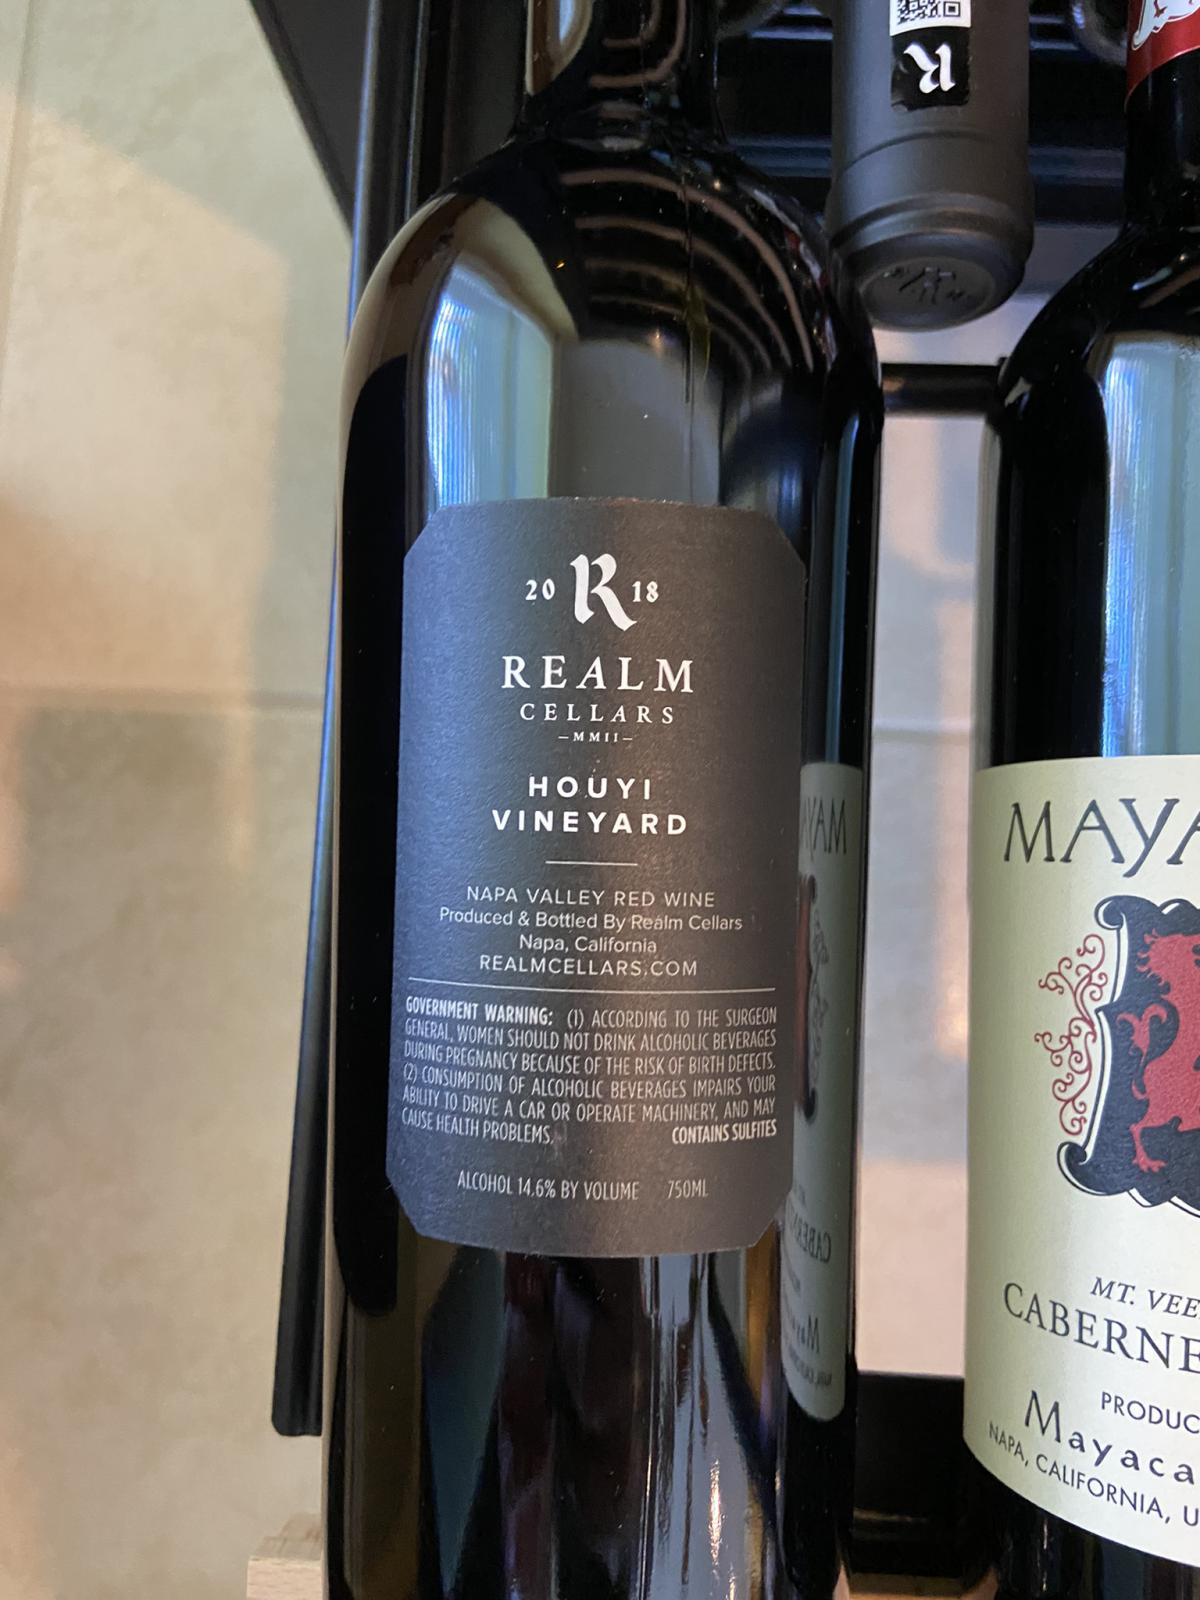 R
20 R 18
REALM
CELLARS
–MMII–
HOUYI
VINEYARD
NAPA VALLEY RED WINE
Produced & Bottled By Realm Cellars
Napa, California
REALMCELLARS.COM
GOVERNMENT WARNING: (1) ACCORDING TO THE SURGEON
GENERAL, WOMEN SHOULD NOT DRINK ALCOHOLIC BEVERAGES
DURING PREGNANCY BECAUSE OF THE RISK OF BIRTH DEFECTS.
(2) CONSUMPTION OF ALCOHOLIC BEVERAGES IMPAIRS YOUR
ABILITY TO DRIVE A CAR OR OPERATE MACHINERY, AND MAY
CAUSE HEALTH PROBLEMS. CONTAINS SULFITES
ALCOHOL 14.6% BY VOLUME 750ML
MAYA
MT. VEE
CABERNE
PRODUC
Mayaca
NAPA, CALIFORNIA, U